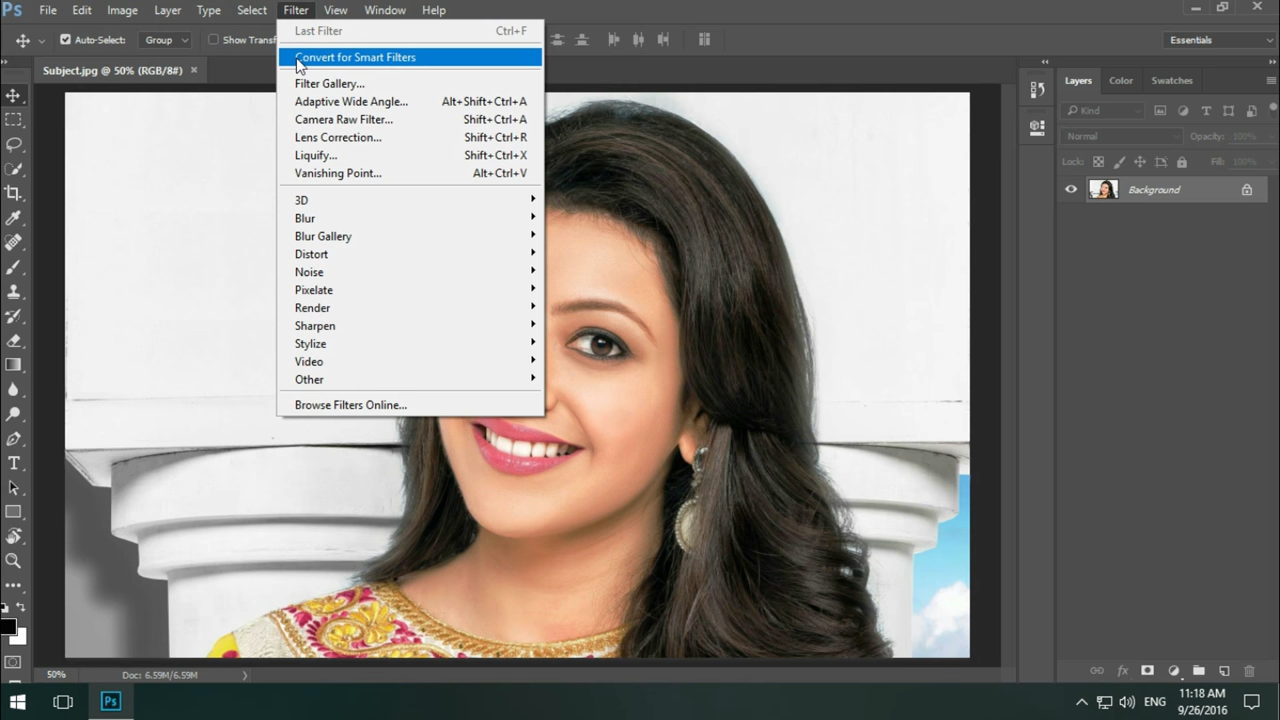 Ps File Edit Image Layer Type Select Filter View Window Help
Auto-Select: Group Show Transf
Essentials
Last Filter Ctrl+F
Convert for Smart Filters
Filter Gallery...
Adaptive Wide Angle... Alt+Shift+Ctrl+A
Camera Raw Filter... Shift+Ctrl+A
Lens Correction... Shift+Ctrl+R
Liquify... Shift+Ctrl+X
Vanishing Point... Alt+Ctrl+V
3D
Blur
Blur Gallery
Distort
Noise
Pixelate
Render
Sharpen
Stylize
Video
Other
Browse Filters Online...
Subject.jpg @ 50% (RGB/8#) ×
Layers Color Swatches
Kind
Normal Opacity: 100%
Lock: Fill: 100%
Background
50% Doc: 6.59M/6.59M
fx
Ps
ENG
11:18 AM
9/26/2016